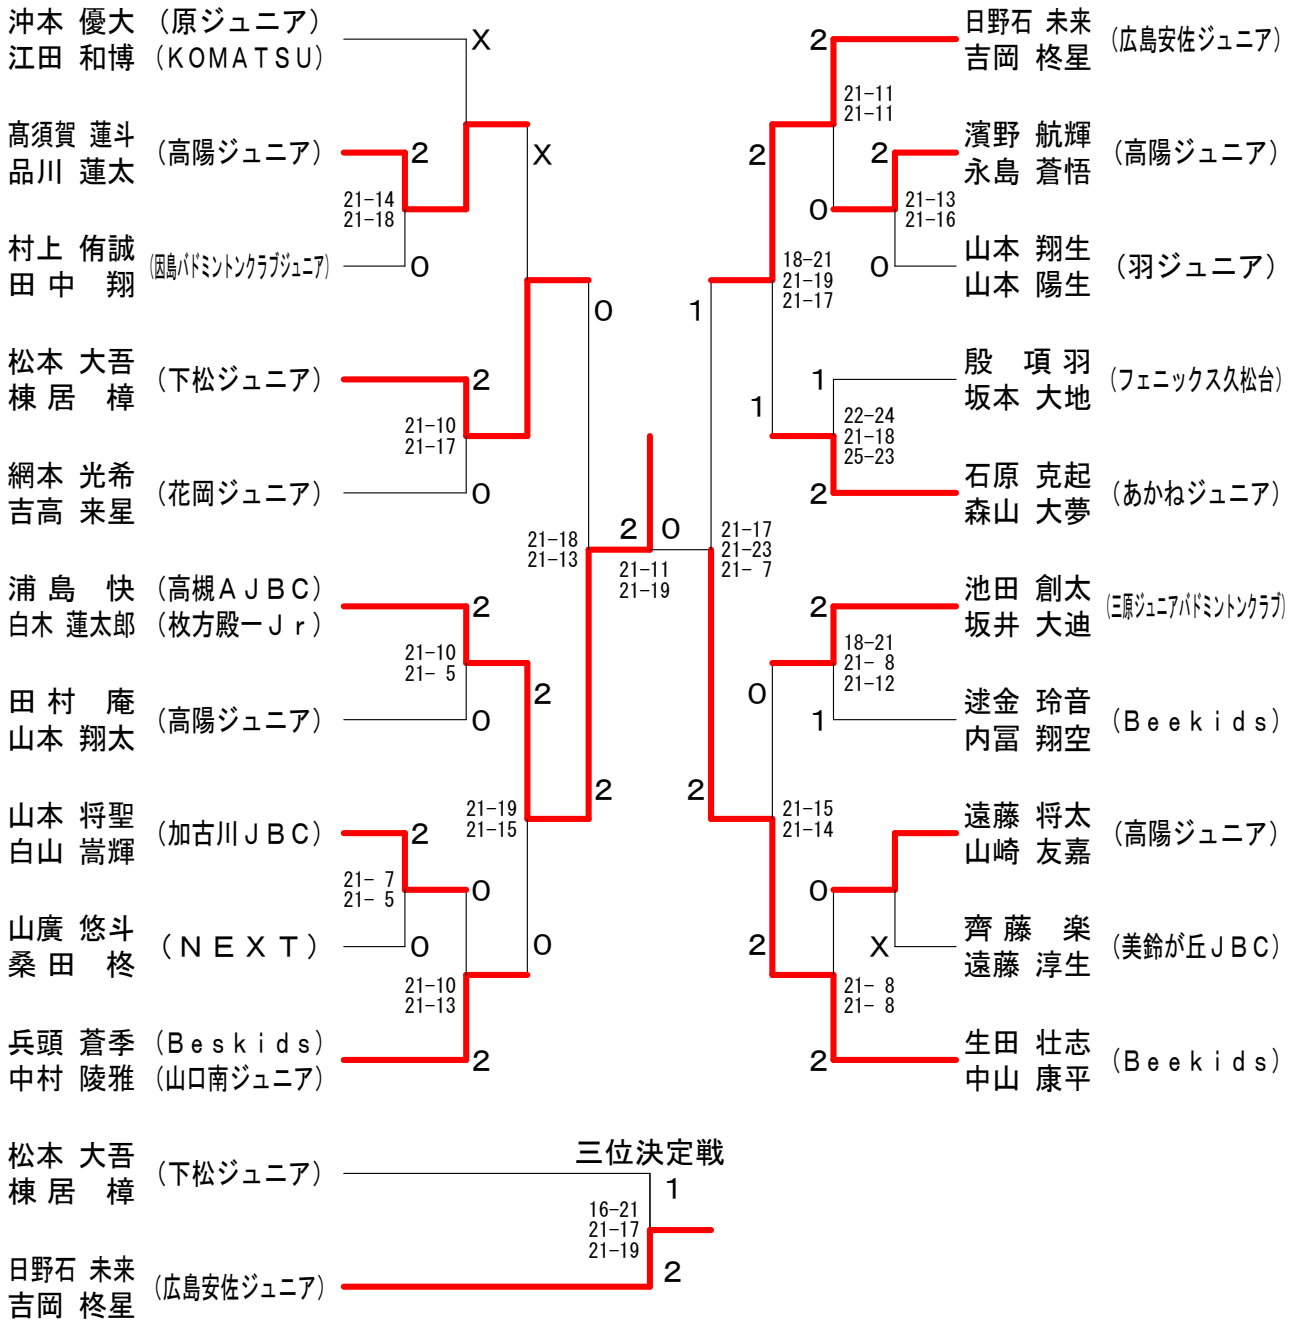 沖本 優大 (原ジュニア)
江田 和博 (KOMATSU)
X
髙須賀 蓮斗
品川 蓮太
(高陽ジュニア)
2
21-14
21-18
X
村上 侑誠
田中 翔
(因島バドミントンクラブジュニア)
0
松本 大吾
棟居 樟
(下松ジュニア)
2
21-10
21-17
0
網本 光希
吉高 来星
(花岡ジュニア)
0
21-18
21-13
浦島 快 (高槻AJBC)
白木 蓮太郎 (枚方殿一Jr)
2
21-10
21- 5
2
田村 庵
山本 翔太
(高陽ジュニア)
0
2
21-19
21-15
山本 将聖
白山 嵩輝
(加古川JBC)
2
21- 7
21- 5
0
山廣 悠斗
桑田 柊
(NEXT)
0
0
21-10
21-13
兵頭 蒼季 (Beskids)
中村 陵雅 (山口南ジュニア)
2
2
0
21-11
21-19
2
日野石 未来
吉岡 柊星
(広島安佐ジュニア)
21-11
21-11
2
濱野 航輝
永島 蒼悟
(高陽ジュニア)
2
21-13
21-16
0
山本 翔生
山本 陽生
(羽ジュニア)
0
18-21
21-19
21-17
1
殷 項羽
坂本 大地
(フェニックス久松台)
1
22-24
21-18
25-23
1
石原 克起
森山 大夢
(あかねジュニア)
2
21-17
21-23
21- 7
池田 創太
坂井 大迪
(三原ジュニアバドミントンクラブ)
2
18-21
21- 8
21-12
0
逑金 玲音
内冨 翔空
(Beekids)
1
2
21-15
21-14
遠藤 将太
山崎 友嘉
(高陽ジュニア)
0
齊藤 楽
遠藤 淳生
(美鈴が丘JBC)
X
2
21- 8
21- 8
生田 壮志
中山 康平
(Beekids)
2
三位決定戦
松本 大吾
棟居 樟
(下松ジュニア)
1
16-21
21-17
21-19
日野石 未来
吉岡 柊星
(広島安佐ジュニア)
2